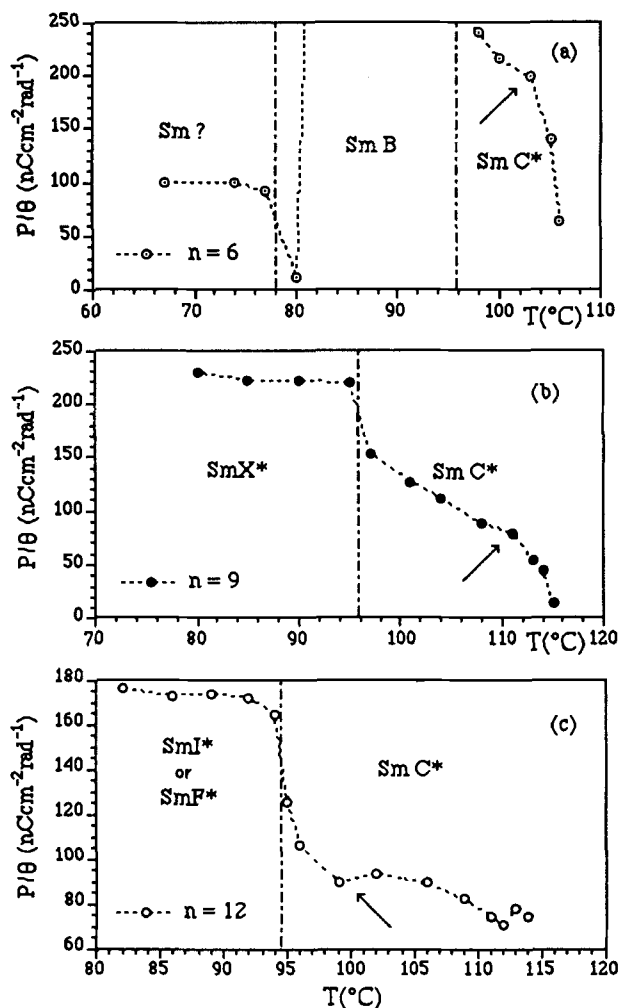 250
200
150
100
50
0
P/θ (nCcm⁻²rad⁻¹)
(a)
Sm ?
Sm B
Sm C*
n = 6
60 70 80 90 100 110
T(°C)
250
200
150
100
50
0
P/θ (nCcm⁻²rad⁻¹)
(b)
SmX*
Sm C*
n = 9
70 80 90 100 110 120
T(°C)
180
160
140
120
100
80
60
P/θ (nCcm⁻²rad⁻¹)
(c)
SmI*
or
SmF*
Sm C*
n = 12
80 85 90 95 100 105 110 115 120
T(°C)